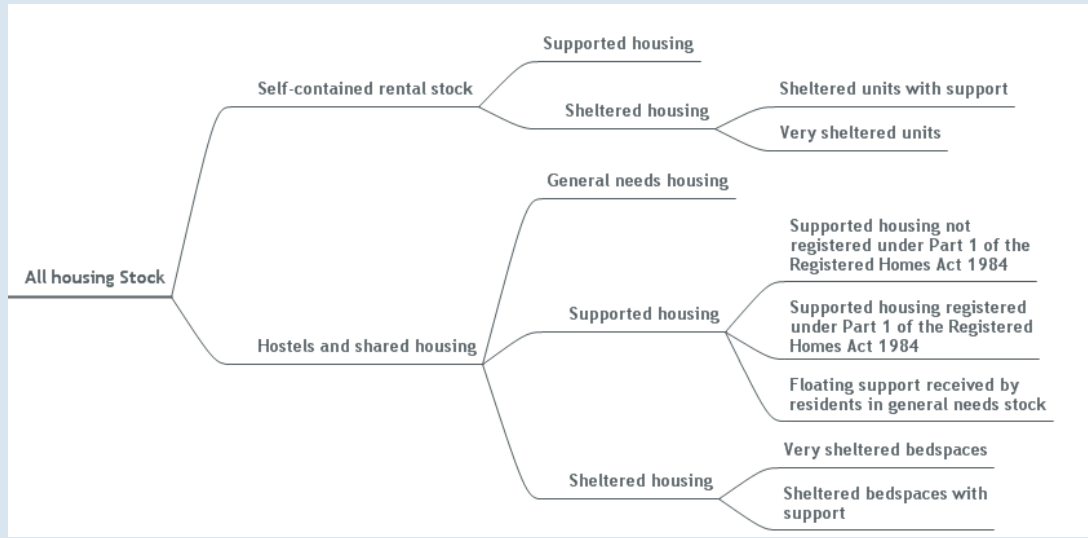 Supported housing
Self-contained rental stock
Sheltered units with support
Sheltered housing
Very sheltered units
General needs housing
Supported housing not
registered under Part 1 of the
Registered Homes Act 1984
All housing Stock
Supported housing
Supported housing registered
under Part 1 of the Registered
Homes Act 1984
Hostels and shared housing
Floating support received by
residents in general needs stock
Very sheltered bedspaces
Sheltered housing
Sheltered bedspaces with
support